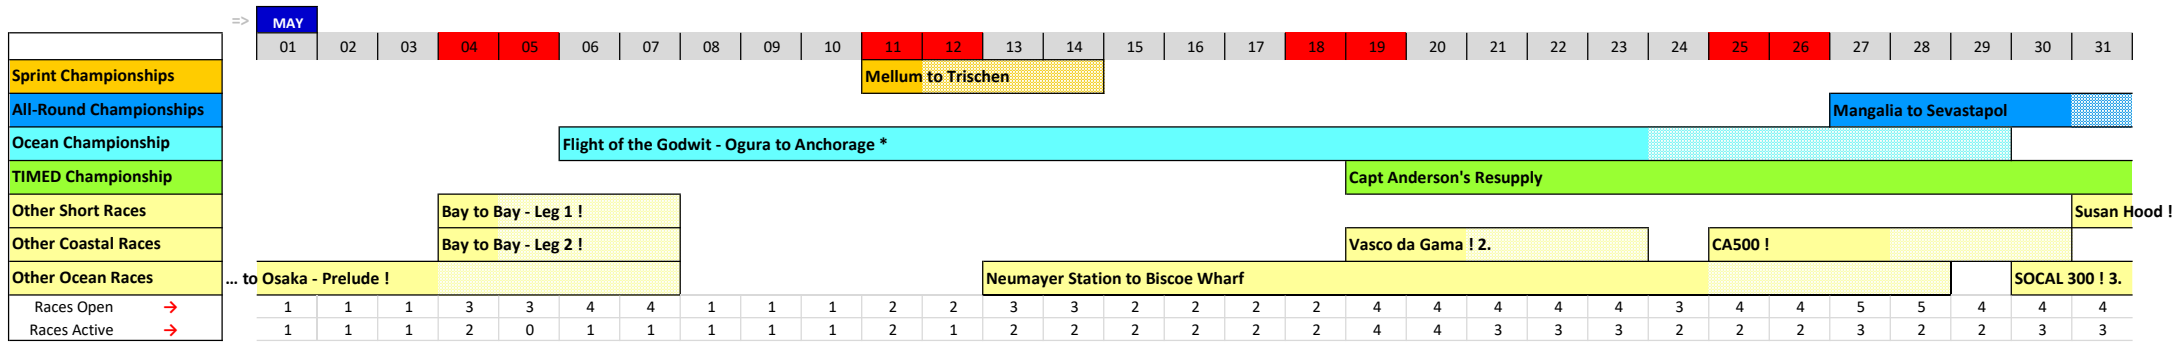 => MAY
01 02 03 04 05 06 07 08 09 10 11 12 13 14 15 16 17 18 19 20 21 22 23 24 25 26 27 28 29 30 31
Sprint Championships Mellum to Trischen
All-Round Championships Mangalia to Sevastapol
Ocean Championship Flight of the Godwit - Ogura to Anchorage *
TIMED Championship Capt Anderson's Resupply
Other Short Races Bay to Bay - Leg 1 ! Susan Hood !
Other Coastal Races Bay to Bay - Leg 2 ! Vasco da Gama ! 2. CA500 !
Other Ocean Races ... to Osaka - Prelude ! Neumayer Station to Biscoe Wharf SOCAL 300 ! 3.
Races Open → 1 1 1 3 3 4 4 1 1 1 2 2 3 3 2 2 2 2 4 4 4 4 4 3 4 4 5 5 4 4 4
Races Active → 1 1 1 2 0 1 1 1 1 1 2 1 2 2 2 2 2 2 4 4 3 3 3 2 2 2 3 2 2 3 3